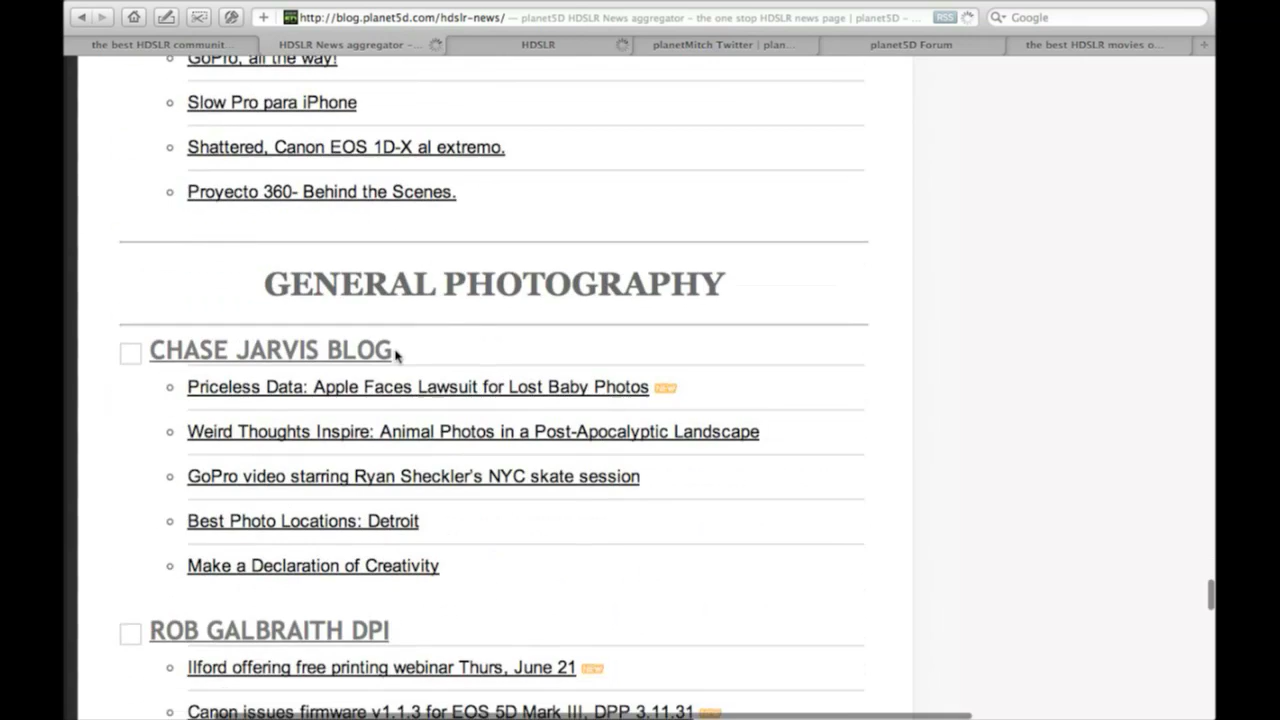 http://blog.planet5d.com/hdslr-news/ — planet5D HDSLR News aggregator - the one stop HDSLR news page | planet5D - ...
RSS
Google
the best HDSLR communit...
HDSLR News aggregator -...
HDSLR
planetMitch Twitter | plan...
planet5D Forum
the best HDSLR movies o...
GoPro, all the way!
Slow Pro para iPhone
Shattered, Canon EOS 1D-X al extremo.
Proyecto 360- Behind the Scenes.
GENERAL PHOTOGRAPHY
CHASE JARVIS BLOG
Priceless Data: Apple Faces Lawsuit for Lost Baby Photos NEW
Weird Thoughts Inspire: Animal Photos in a Post-Apocalyptic Landscape
GoPro video starring Ryan Sheckler's NYC skate session
Best Photo Locations: Detroit
Make a Declaration of Creativity
ROB GALBRAITH DPI
Ilford offering free printing webinar Thurs, June 21 NEW
Canon issues firmware v1.1.3 for EOS 5D Mark III, DPP 3.11.31 NEW